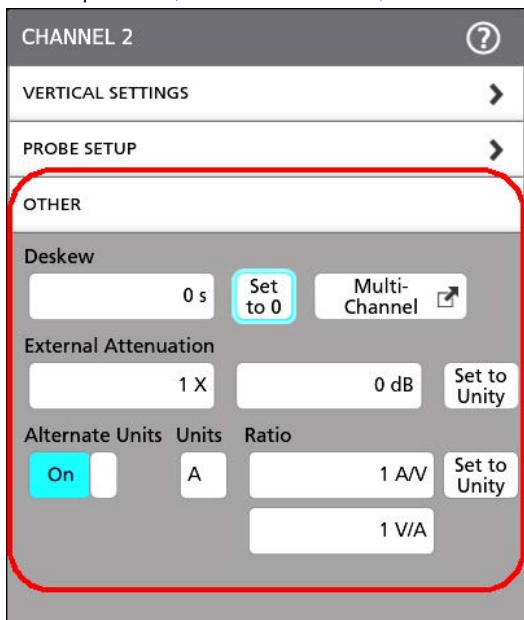 CHANNEL 2
VERTICAL SETTINGS
PROBE SETUP
OTHER
Deskew
0 s
Set to 0
Multi-Channel
External Attenuation
1 X
0 dB
Set to Unity
Alternate Units Units Ratio
On
A
1 A/V
Set to Unity
1 V/A